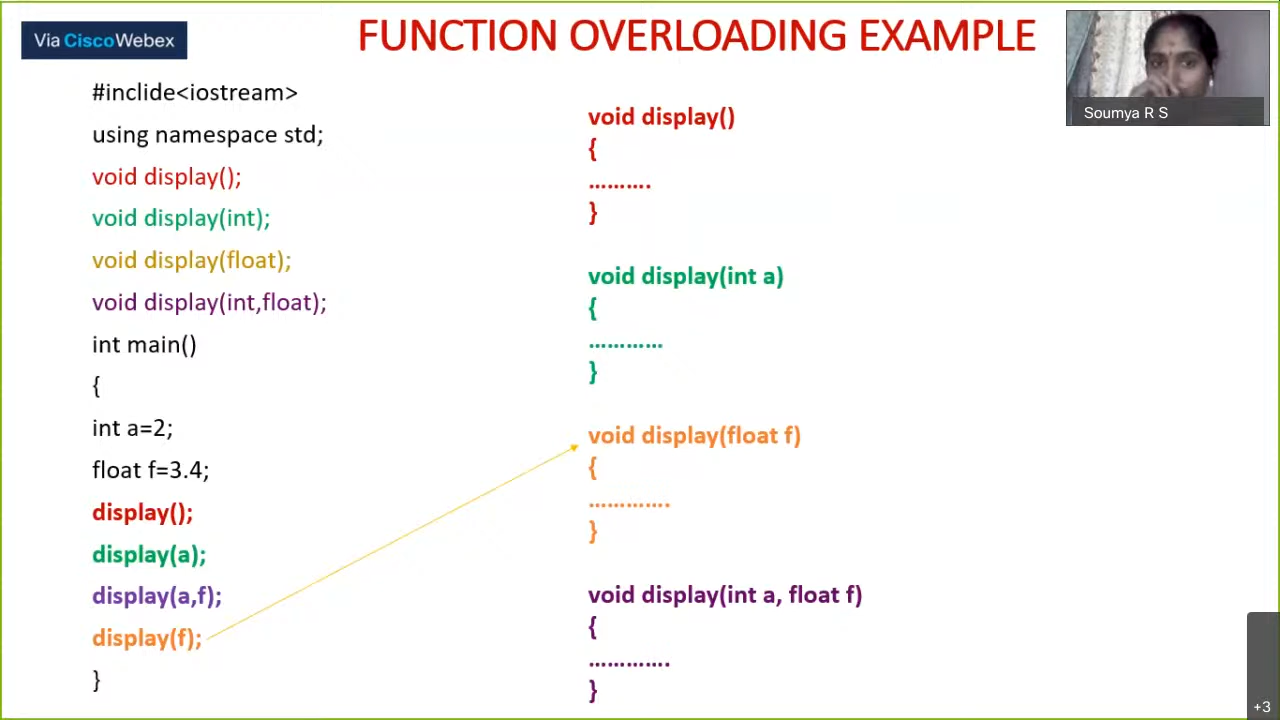 Via Cisco Webex
FUNCTION OVERLOADING EXAMPLE
Soumya R S
#inclide<iostream>
using namespace std;
void display();
void display(int);
void display(float);
void display(int,float);
int main()
{
int a=2;
float f=3.4;
display();
display(a);
display(a,f);
display(f);
}
void display()
{
……….
}
void display(int a)
{
…………
}
void display(float f)
{
………….
}
void display(int a, float f)
{
………….
}
+3